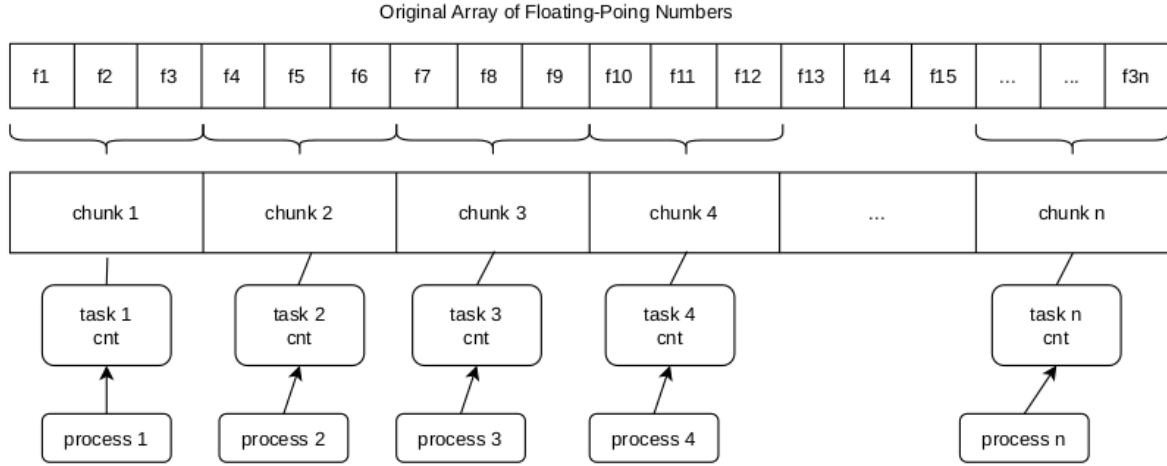 Original Array of Floating-Poing Numbers
f1 f2 f3 f4 f5 f6 f7 f8 f9 f10 f11 f12 f13 f14 f15 ... ... f3n
chunk 1 chunk 2 chunk 3 chunk 4 ... chunk n
task 1 task 2 task 3 task 4 task n
cnt cnt cnt cnt cnt
process 1 process 2 process 3 process 4 process n